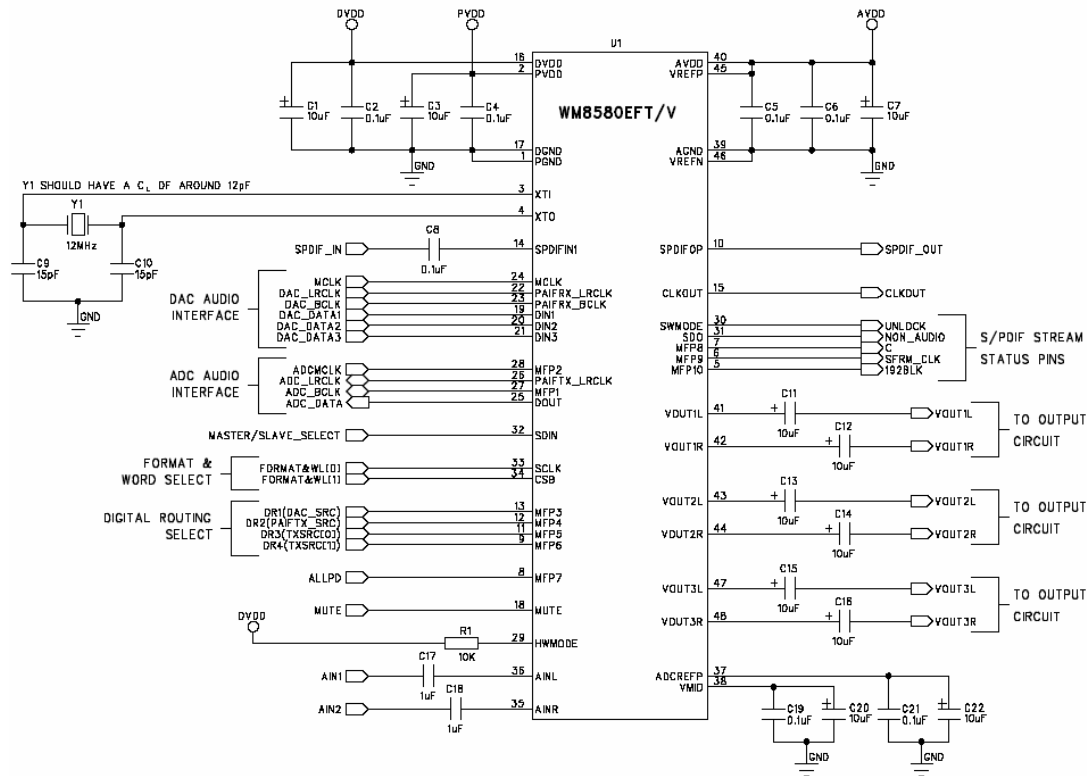 DVDD
PVDD
AVDD
U1
WM8580EFT/V
16 DVDD
2 PVDD
AVDD 40
VREFP 45
C1
10uF
C2
0.1uF
C3
10uF
C4
0.1uF
C5
0.1uF
C6
0.1uF
C7
10uF
17 DGND
1 PGND
AGND 39
VREFN 46
GND
GND
Y1 SHOULD HAVE A CL OF AROUND 12pF
3 XTI
Y1
12MHz
4 XTO
C9
15pF
C10
15pF
GND
SPDIF_IN
C8
0.1uF
14 SPDIFIN1
SPDIFOP 10 SPDIF_OUT
DAC AUDIO
INTERFACE
MCLK 24 MCLK
DAC_LRCLK 22 PAIFRX_LRCLK
DAC_BCLK 23 PAIFRX_BCLK
DAC_DATA1 19 DIN1
DAC_DATA2 20 DIN2
DAC_DATA3 21 DIN3
CLKOUT 15 CLKOUT
SWMODE 30 UNLOCK
SDO 31 NON_AUDIO
MFP8 7 C
MFP9 6 SFRM_CLK
MFP10 5 192BLK
S/PDIF STREAM
STATUS PINS
ADC AUDIO
INTERFACE
ADCMCLK 28 MFP2
ADC_LRCLK 26 PAIFTX_LRCLK
ADC_BCLK 27 MFP1
ADC_DATA 25 DOUT
MASTER/SLAVE_SELECT 32 SDIN
FORMAT &
WORD SELECT
FORMAT&WL[0] 33 SCLK
FORMAT&WL[1] 34 CSB
DIGITAL ROUTING
SELECT
DR1(DAC_SRC) 13 MFP3
DR2(PAIFTX_SRC) 12 MFP4
DR3(TXSRC[0]) 11 MFP5
DR4(TXSRC[1]) 9 MFP6
ALLPD 8 MFP7
MUTE 18 MUTE
DVDD
R1
10K
29 HWMODE
AIN1
C17
1uF
36 AINL
AIN2
C18
1uF
35 AINR
VOUT1L 41
C11
10uF
VOUT1L
VOUT1R 42
C12
10uF
VOUT1R
TO OUTPUT
CIRCUIT
VOUT2L 43
C13
10uF
VOUT2L
VOUT2R 44
C14
10uF
VOUT2R
TO OUTPUT
CIRCUIT
VOUT3L 47
C15
10uF
VOUT3L
VOUT3R 48
C16
10uF
VOUT3R
TO OUTPUT
CIRCUIT
ADCREFP 37
VMID 38
C19
0.1uF
C20
10uF
C21
0.1uF
C22
10uF
GND
GND